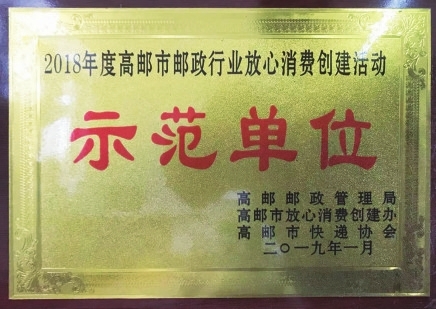 2018年度高邮市邮政行业放心消费创建活动
示范单位
高邮邮政管理局
高邮市放心消费创建办
高邮市快递协会
二〇一九年一月